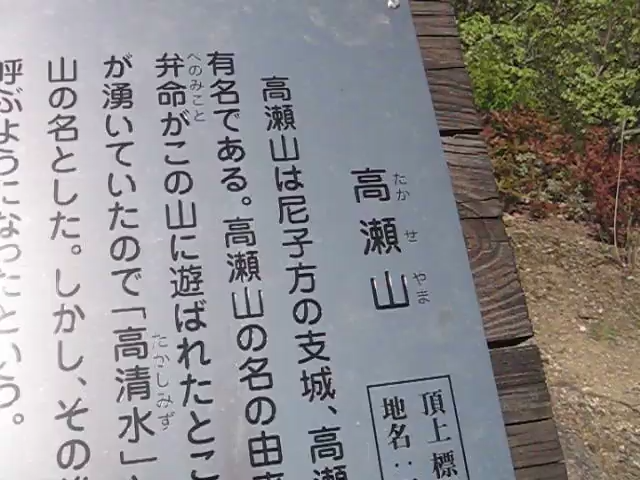 高瀬山
たかせやま
頂上 標
地名：
高瀬山は尼子方の支城、高瀬
有名である。高瀬山の名の由来
弁命がこの山に遊ばれたとこ
へのみこと
が湧いていたので「高清水」
たかしみず
山の名とした。しかし、その
呼ぶようになったという。